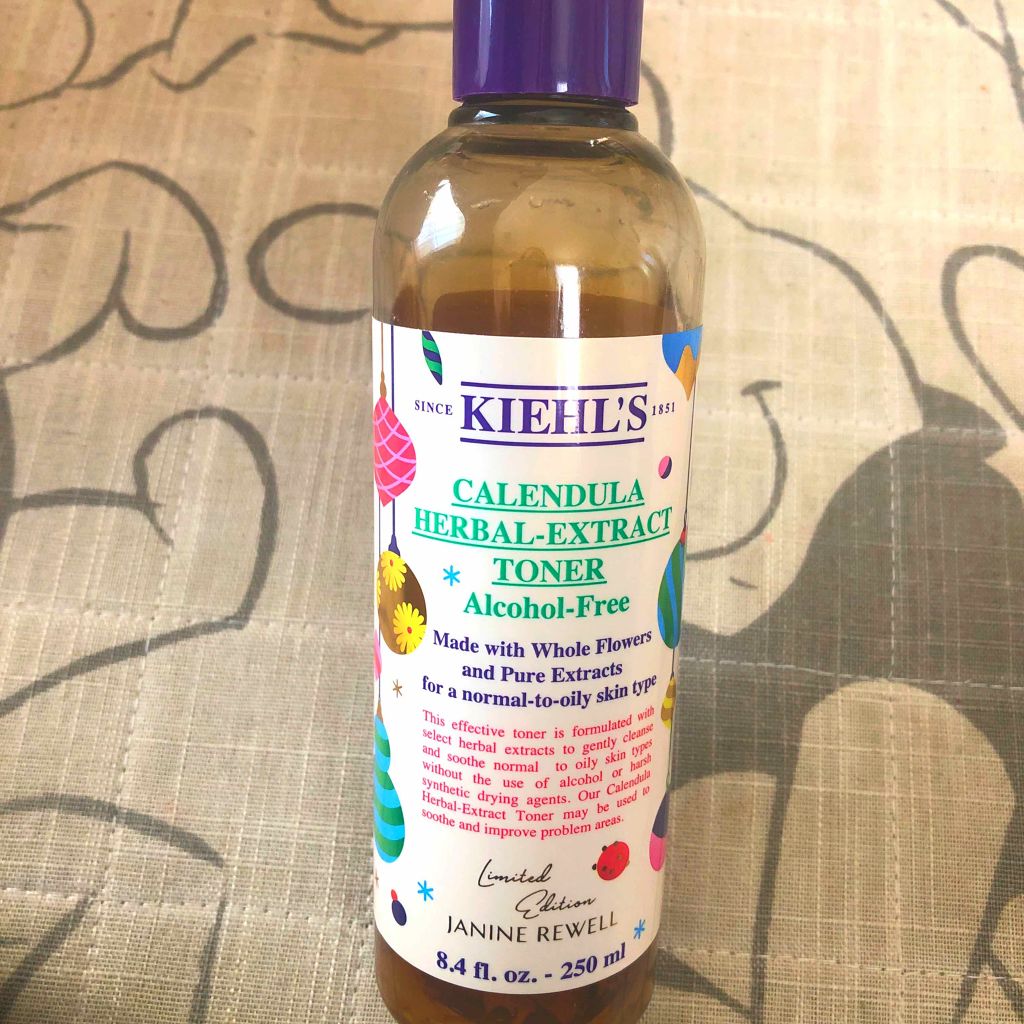 SINCE KIEHL'S 1851
CALENDULA
HERBAL-EXTRACT
TONER
Alcohol-Free
Made with Whole Flowers
and Pure Extracts
for a normal-to-oily skin type
This effective toner is formulated with
select herbal extracts to gently cleanse
and soothe normal to oily skin types
without the use of alcohol or harsh
synthetic drying agents. Our Calendula
Herbal-Extract Toner may be used to
soothe and improve problem areas.
Limited
Edition
JANINE REWELL
8.4 fl. oz. - 250 ml